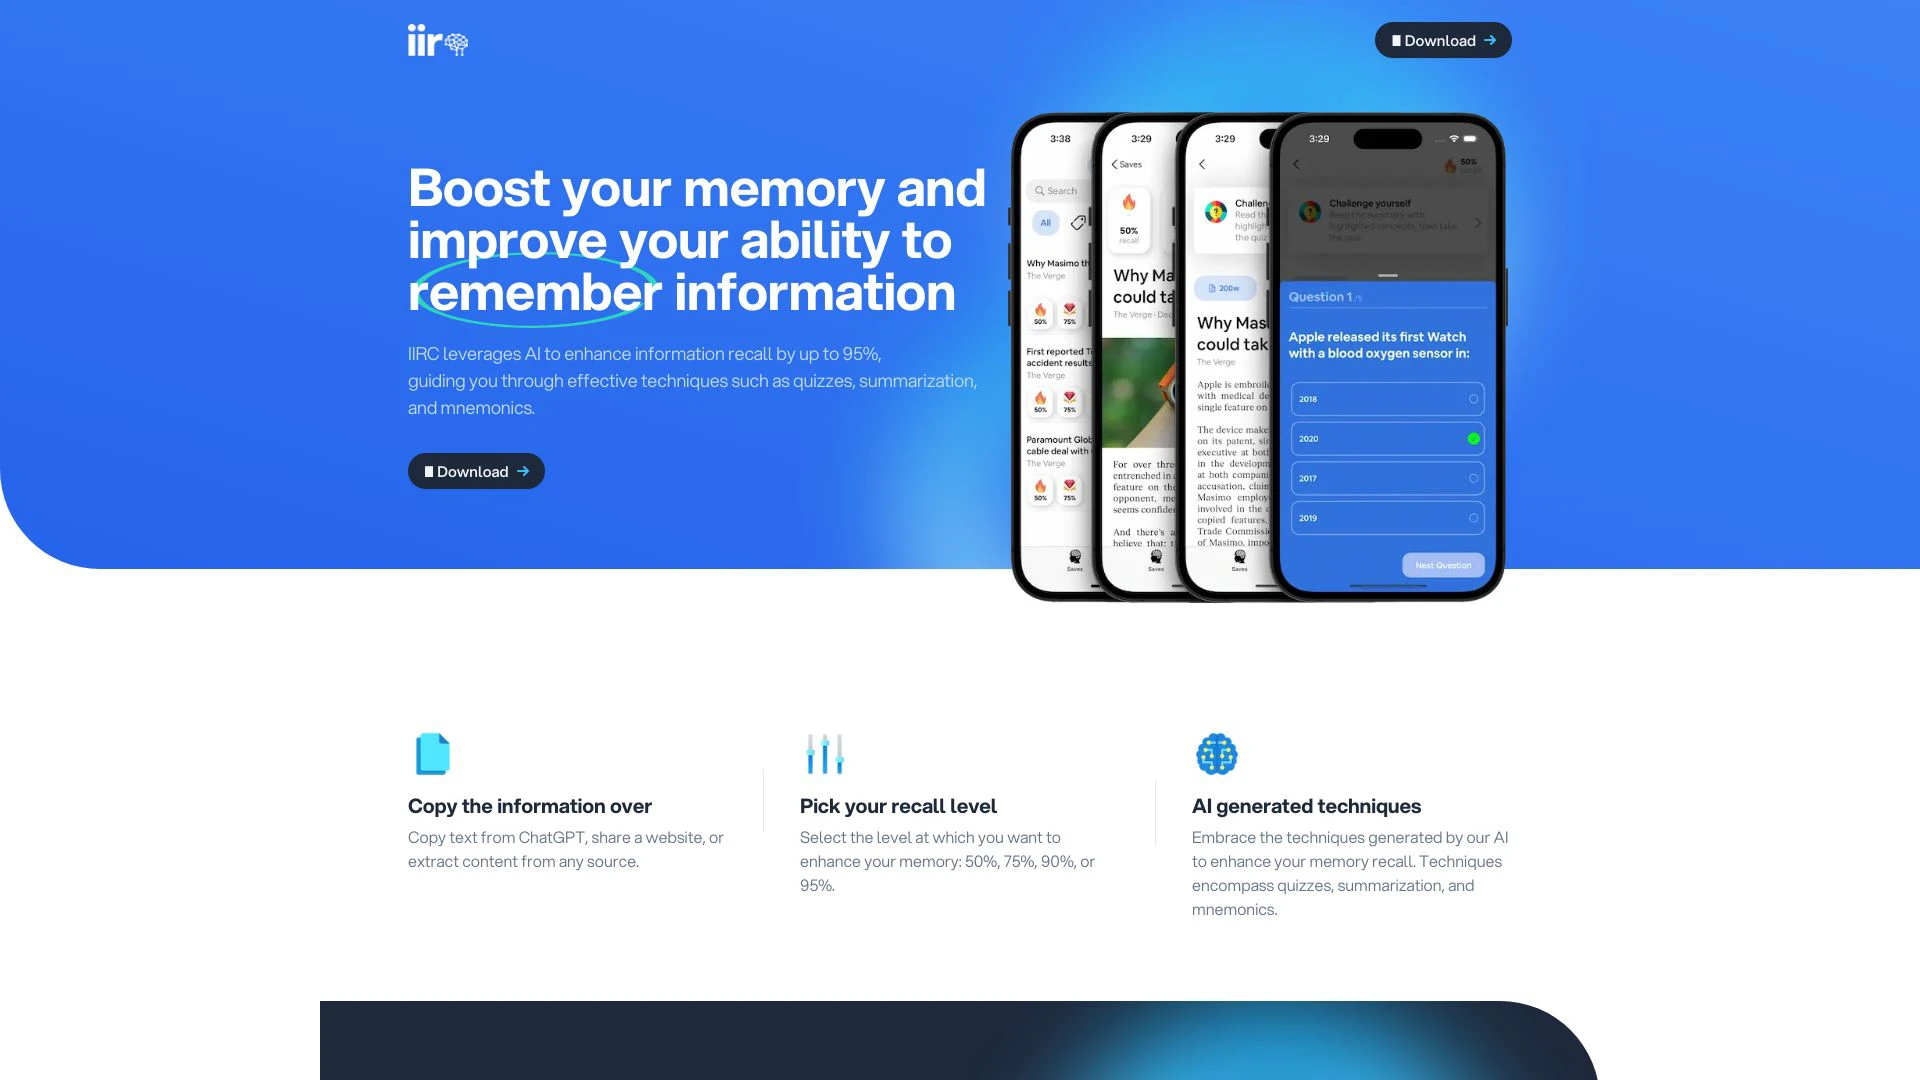 iir
Download
Boost your memory and
improve your ability to
remember information
IIRC leverages AI to enhance information recall by up to 95%,
guiding you through effective techniques such as quizzes, summarization,
and mnemonics.
Download
3:38
Search
All
Why Masimo th
The Verge
50%
75%
First reported T
accident results
The Verge
50%
75%
Paramount Glob
cable deal with
The Verge
50%
75%
Saves
3:29
Saves
50%
recall
Why Ma
could ta
The Verge · Dec
For over thre
entrenched in
feature on the
opponent, me
seems confide
And there's a
believe that:
Saves
3:29
Challen
Read th
highligh
the quiz
200w
Why Mas
could tak
The Verge
Apple is embroile
with medical de
single feature on
The device make
on its patent, sin
executive at both
in the developm
at both compani
accusation, claim
Masimo employ
involved in the c
copied features.
Trade Commissi
of Masimo, impo
Saves
3:29
50%
recall
Challenge yourself
Read the summary with
highlighted concepts, then take
the quiz
Question 1 /5
Apple released its first Watch
with a blood oxygen sensor in:
2018
2020
2017
2019
Next Question
Copy the information over
Copy text from ChatGPT, share a website, or
extract content from any source.
Pick your recall level
Select the level at which you want to
enhance your memory: 50%, 75%, 90%, or
95%.
AI generated techniques
Embrace the techniques generated by our AI
to enhance your memory recall. Techniques
encompass quizzes, summarization, and
mnemonics.